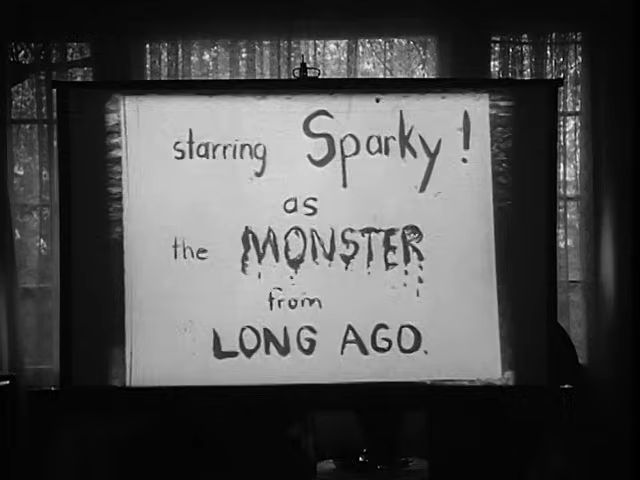 starring Sparky!
as
the MONSTER
from
LONG AGO.